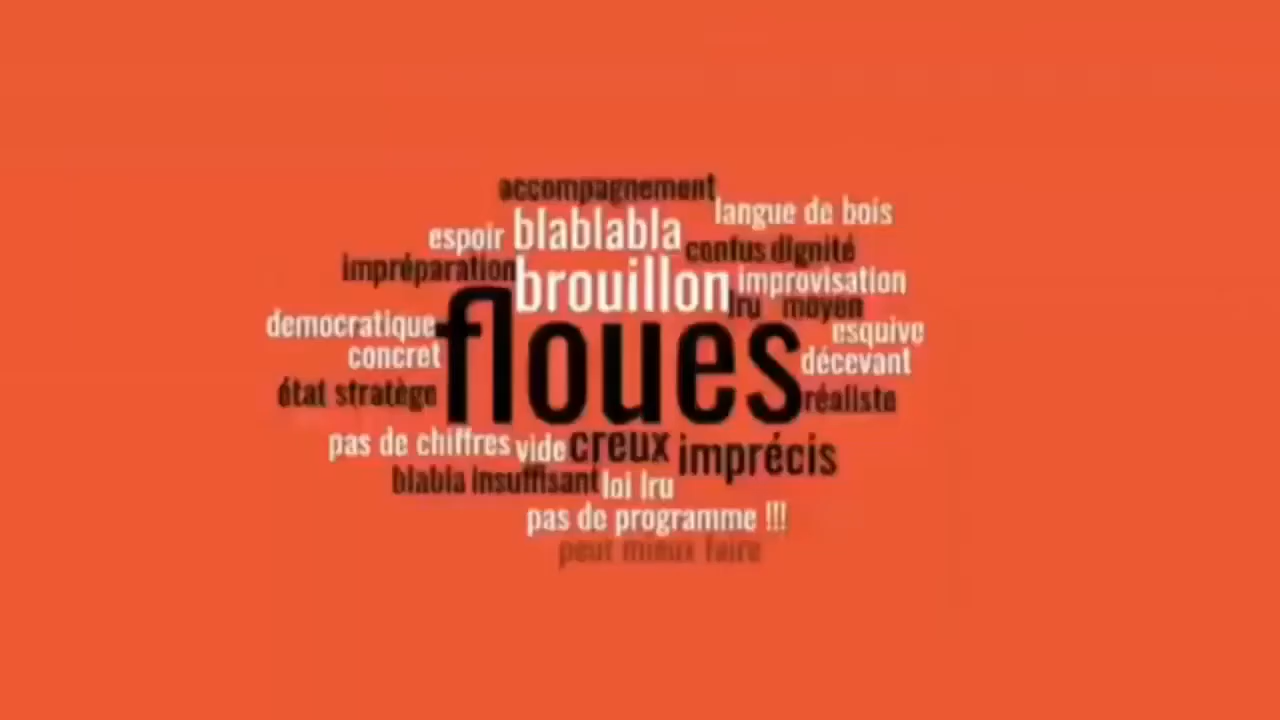 accompagnement
langue de bois
espoir blablabla
confus dignité
impréparation
brouillon improvisation
lru moyen
democratique
floues
esquive
concret
décevant
état stratège
réaliste
pas de chiffres vide creux imprécis
blabla insuffisant loi lru
pas de programme !!!
peut mieux faire